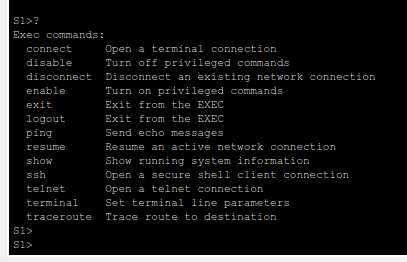 S1>?
Exec commands:
  connect     Open a terminal connection
  disable     Turn off privileged commands
  disconnect  Disconnect an existing network connection
  enable      Turn on privileged commands
  exit        Exit from the EXEC
  logout      Exit from the EXEC
  ping        Send echo messages
  resume      Resume an active network connection
  show        Show running system information
  ssh         Open a secure shell client connection
  telnet      Open a telnet connection
  terminal    Set terminal line parameters
  traceroute  Trace route to destination
S1>
S1>